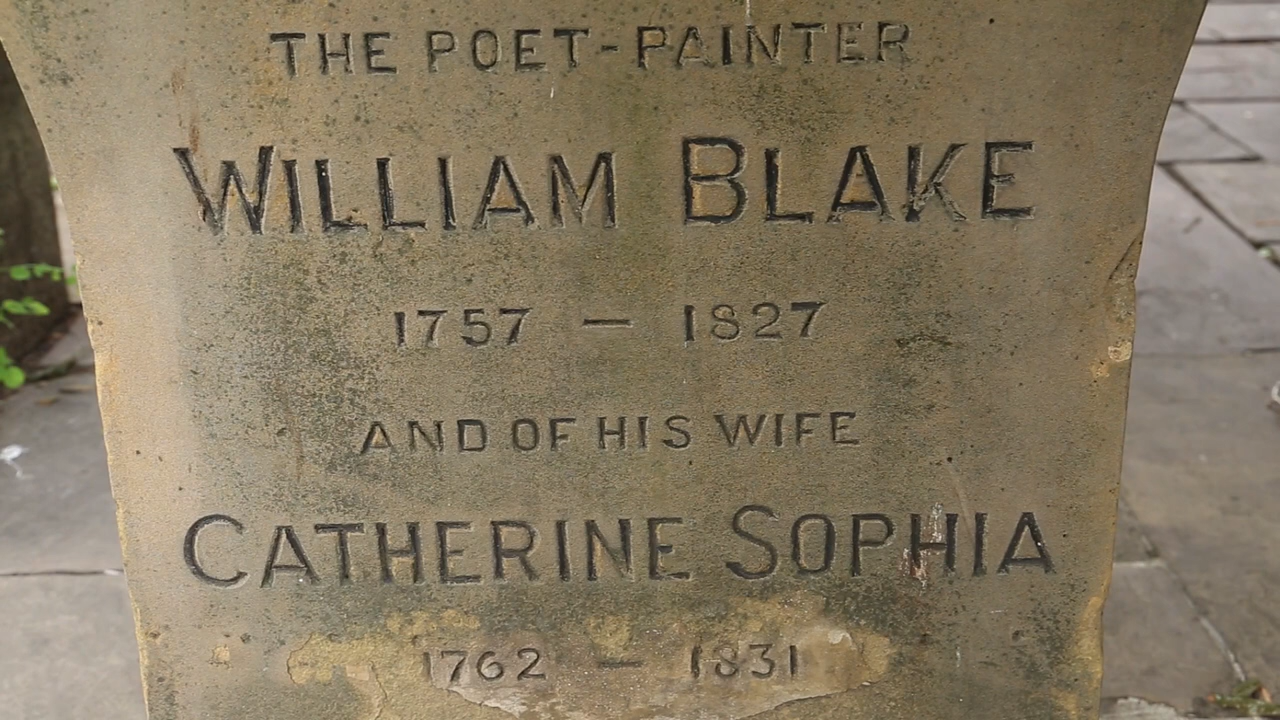 THE POET-PAINTER
WILLIAM BLAKE
1757 — 1827
AND OF HIS WIFE
CATHERINE SOPHIA
1762 — 1831